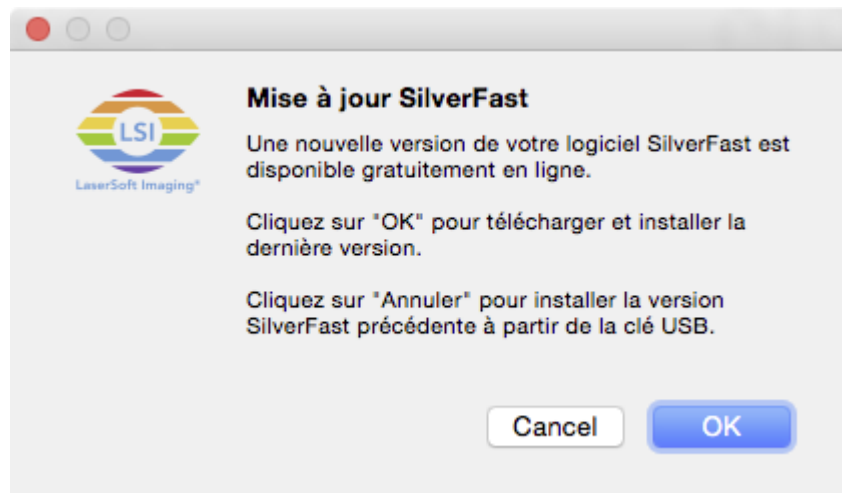 LSI
LaserSoft Imaging®
Mise à jour SilverFast
Une nouvelle version de votre logiciel SilverFast est
disponible gratuitement en ligne.
Cliquez sur "OK" pour télécharger et installer la
dernière version.
Cliquez sur "Annuler" pour installer la version
SilverFast précédente à partir de la clé USB.
Cancel
OK